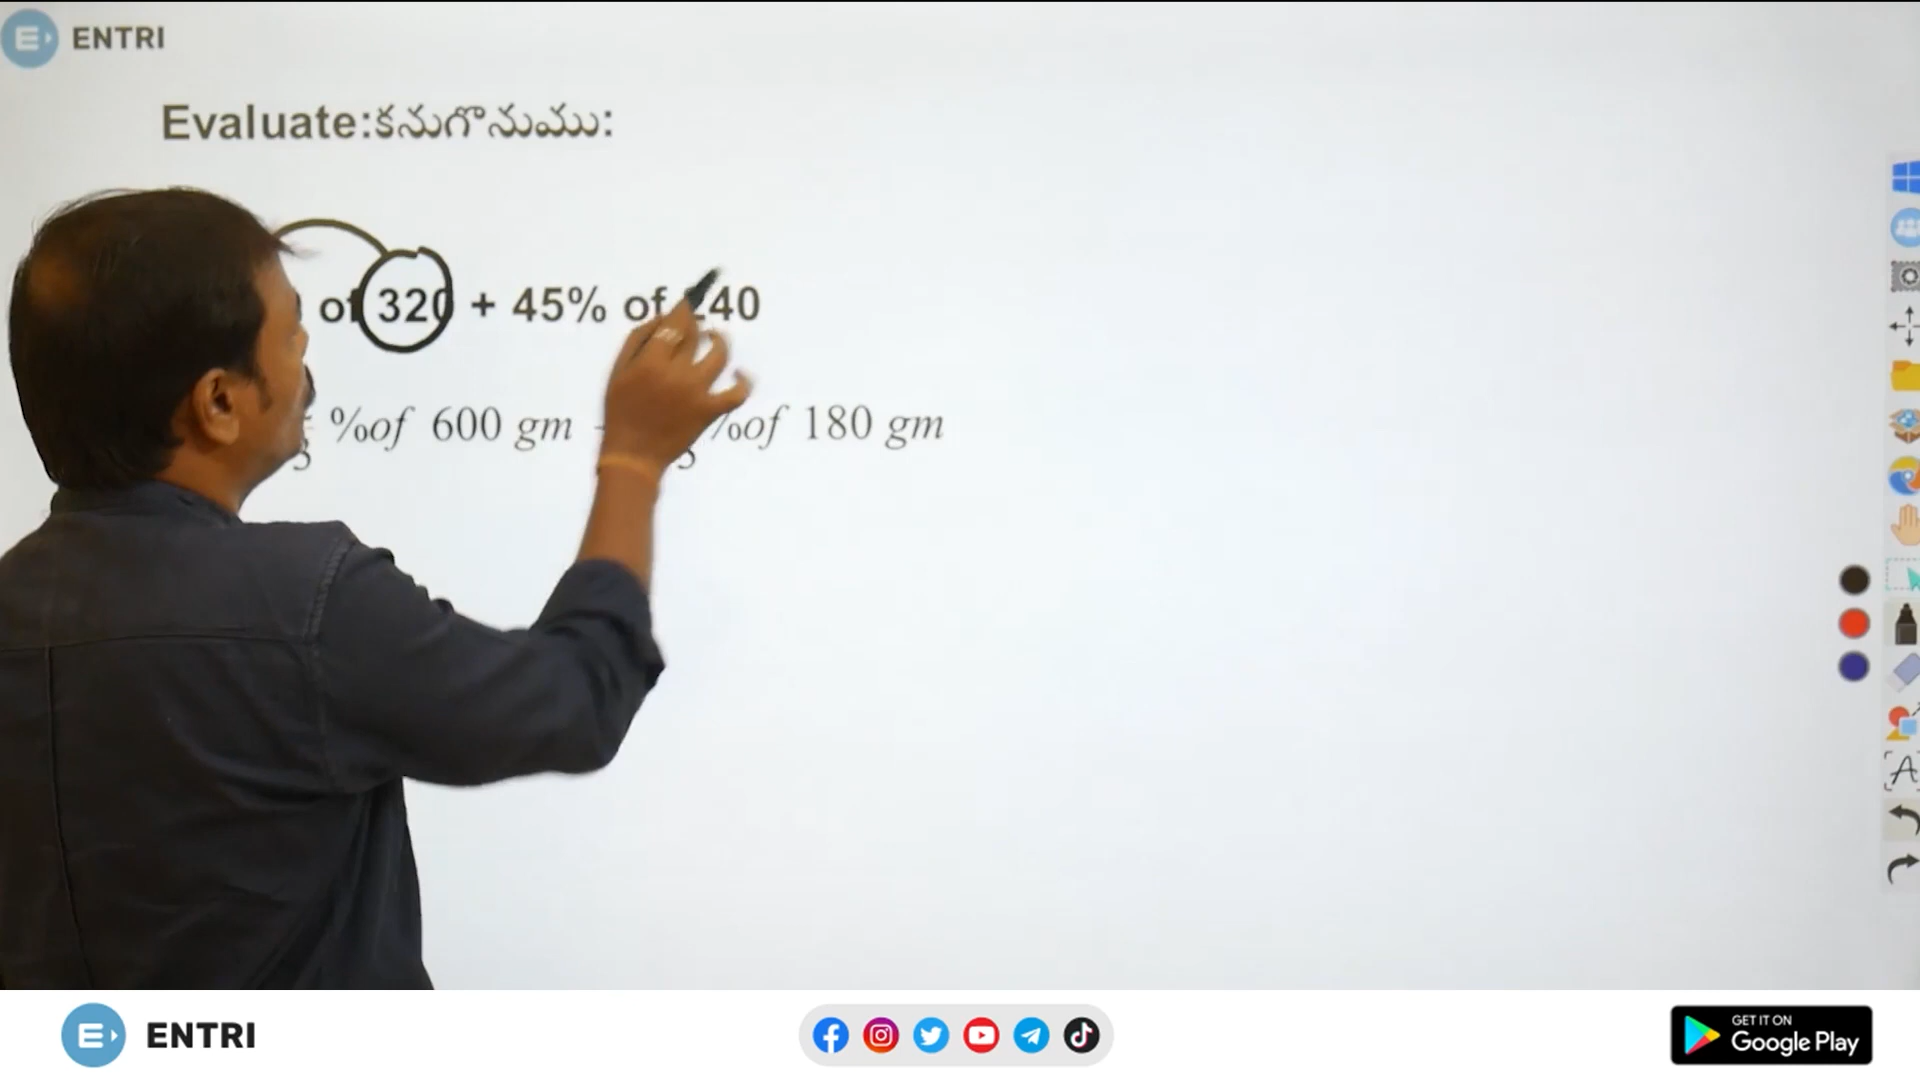 ENTRI
Evaluate:కనుగొనుము:
of 320 + 45% of 240
%of 600 gm %of 180 gm
ENTRI
GET IT ON
Google Play